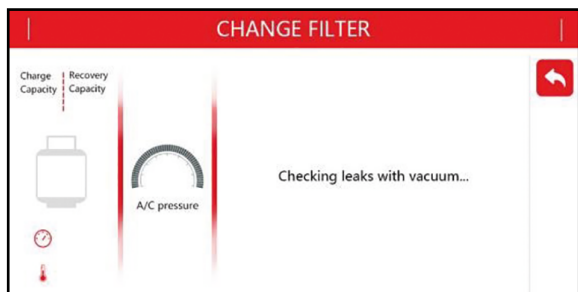 CHANGE FILTER
Charge Capacity
Recovery Capacity
A/C pressure
Checking leaks with vacuum...